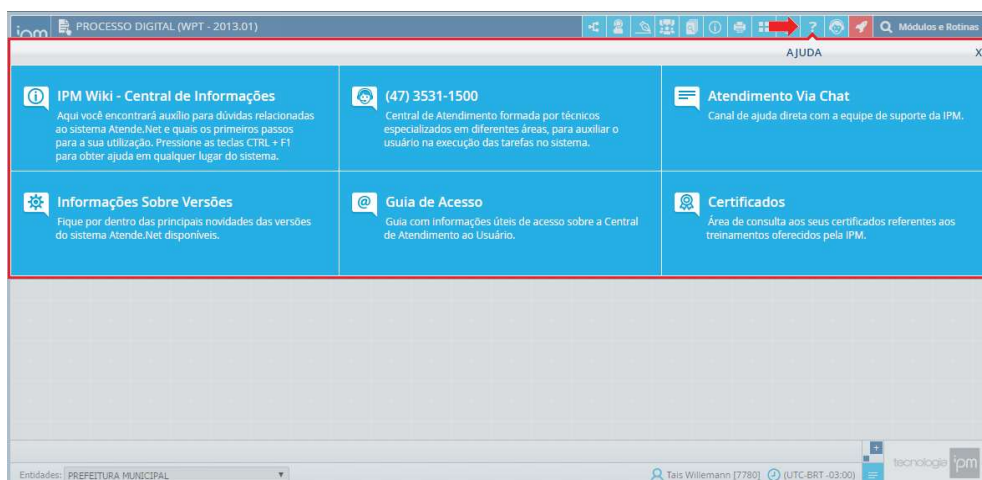 ipm PROCESSO DIGITAL (WPT - 2013.01) ? Módulos e Rotinas
AJUDA X
IPM Wiki - Central de Informações
Aqui você encontrará auxílio para dúvidas relacionadas
ao sistema Atende.Net e quais os primeiros passos
para a sua utilização. Pressione as teclas CTRL + F1
para obter ajuda em qualquer lugar do sistema.
(47) 3531-1500
Central de Atendimento formada por técnicos
especializados em diferentes áreas, para auxiliar o
usuário na execução das tarefas no sistema.
Atendimento Via Chat
Canal de ajuda direta com a equipe de suporte da IPM.
Informações Sobre Versões
Fique por dentro das principais novidades das versões
do sistema Atende.Net disponíveis.
@ Guia de Acesso
Guia com informações úteis de acesso sobre a Central
de Atendimento ao Usuário.
Certificados
Área de consulta aos seus certificados referentes aos
treinamentos oferecidos pela IPM.
Entidades: PREFEITURA MUNICIPAL
Tais Willemann [7780] (UTC-BRT -03:00)
tecnologia ipm